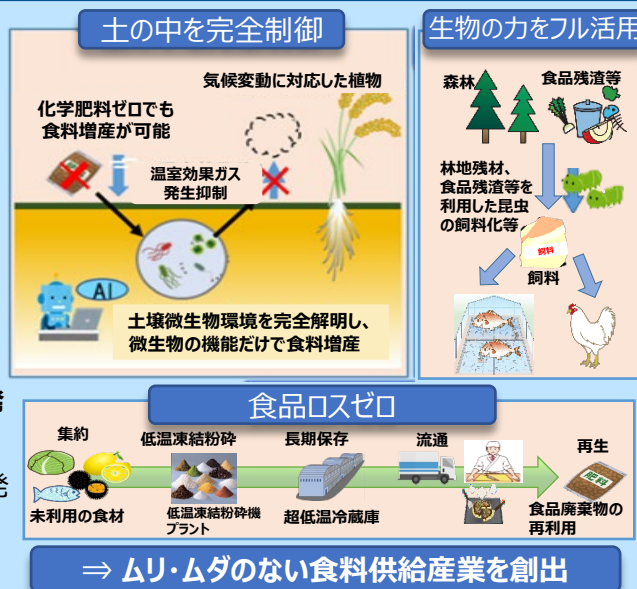 土の中を完全制御
気候変動に対応した植物
化学肥料ゼロでも
食料増産が可能
温室効果ガス
発生抑制
AI
土壌微生物環境を完全解明し、
微生物の機能だけで食料増産
生物の力をフル活用
森林
食品残渣等
林地残材、
食品残渣等を
利用した昆虫
の飼料化等
飼料
飼料
発
食品ロスゼロ
集約
低温凍結粉砕
長期保存
流通
再生
肥料
未利用の食材
低温凍結粉砕機
プラント
超低温冷蔵庫
食品廃棄物の
再利用
⇒ ムリ・ムダのない食料供給産業を創出